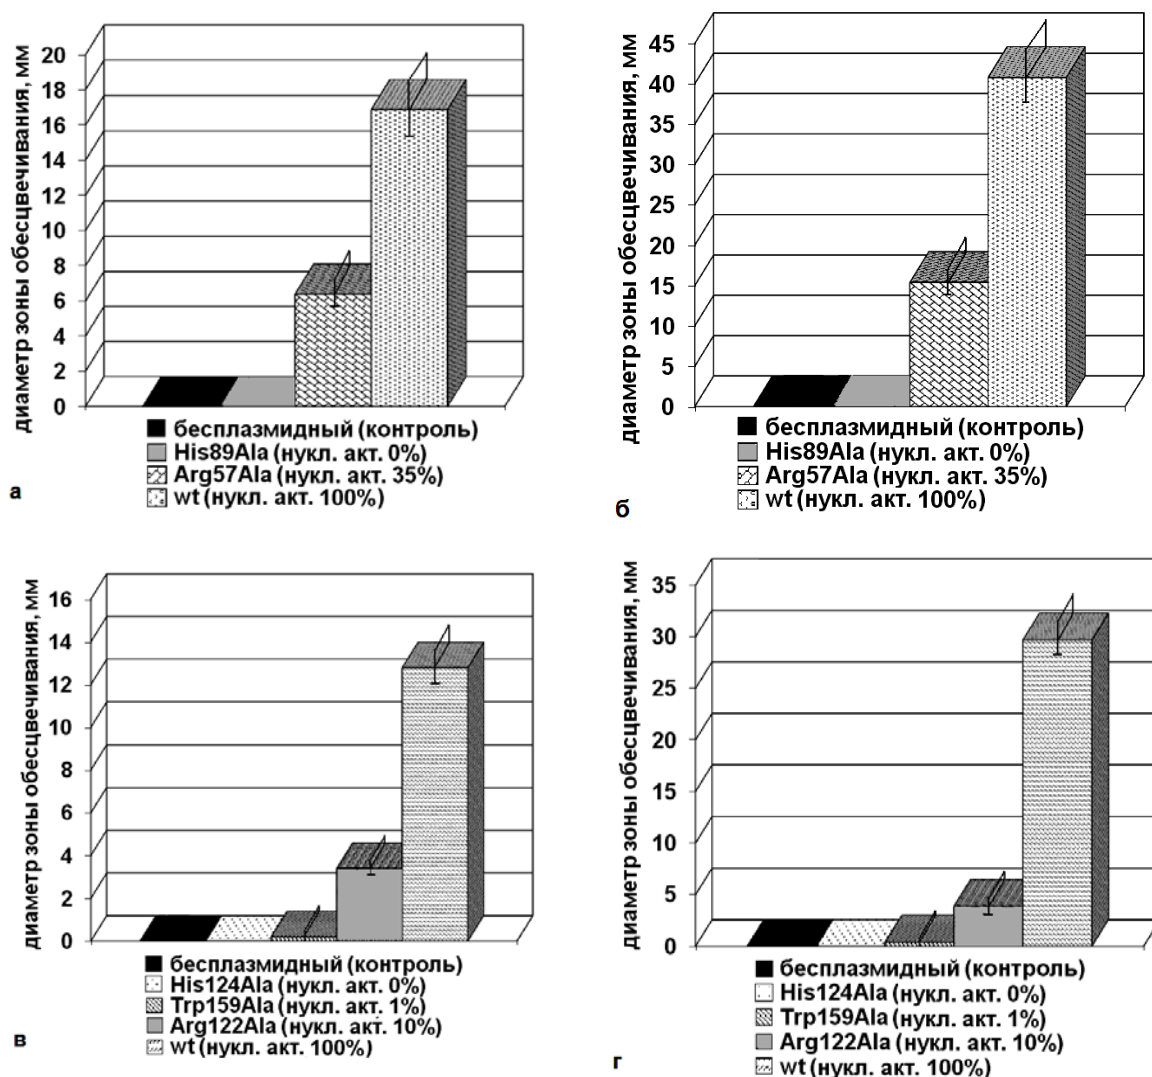 диаметр зоны обесцвечивания, мм
20
18
16
14
12
10
8
6
4
2
0
бесплазмидный (контроль)
His89Ala (нукл. акт. 0%)
Arg57Ala (нукл. акт. 35%)
wt (нукл. акт. 100%)
а
диаметр зоны обесцвечивания, мм
45
40
35
30
25
20
15
10
5
0
бесплазмидный (контроль)
His89Ala (нукл. акт. 0%)
Arg57Ala (нукл. акт. 35%)
wt (нукл. акт. 100%)
б
диаметр зоны обесцвечивания, мм
16
14
12
10
8
6
4
2
0
бесплазмидный (контроль)
His124Ala (нукл. акт. 0%)
Trp159Ala (нукл. акт. 1%)
Arg122Ala (нукл. акт. 10%)
wt (нукл. акт. 100%)
в
диаметр зоны обесцвечивания, мм
35
30
25
20
15
10
5
0
бесплазмидный (контроль)
His124Ala (нукл. акт. 0%)
Trp159Ala (нукл. акт. 1%)
Arg122Ala (нукл. акт. 10%)
wt (нукл. акт. 100%)
г